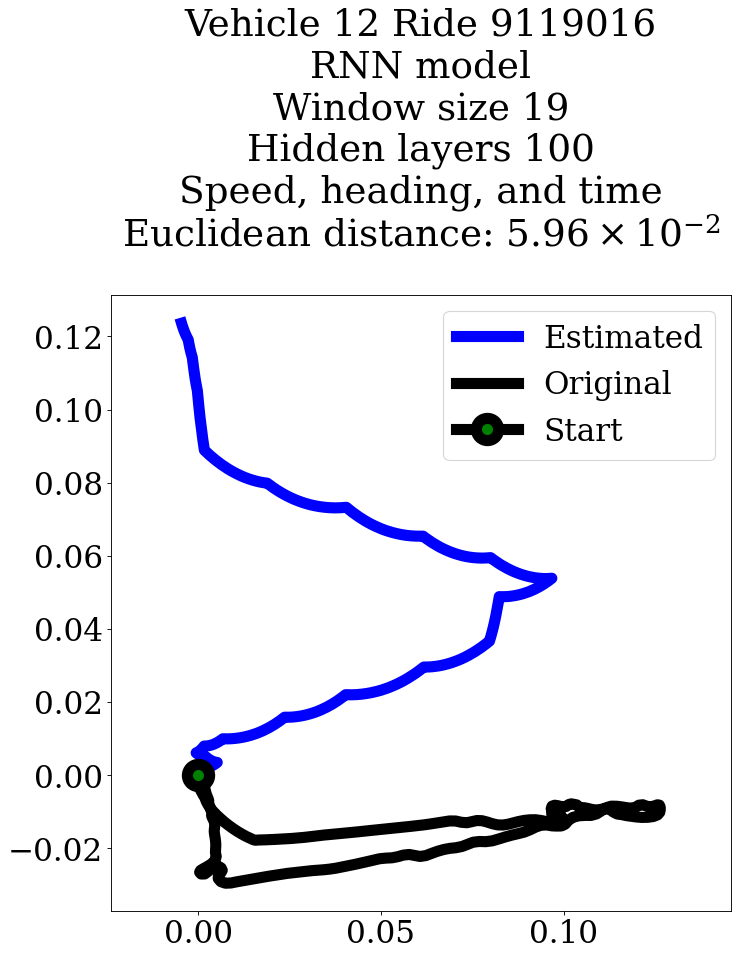 Vehicle 12 Ride 9119016
RNN model
Window size 19
Hidden layers 100
Speed, heading, and time
Euclidean distance: 5.96 × 10⁻²
Estimated
Original
Start
0.12
0.10
0.08
0.06
0.04
0.02
0.00
−0.02
0.00 0.05 0.10